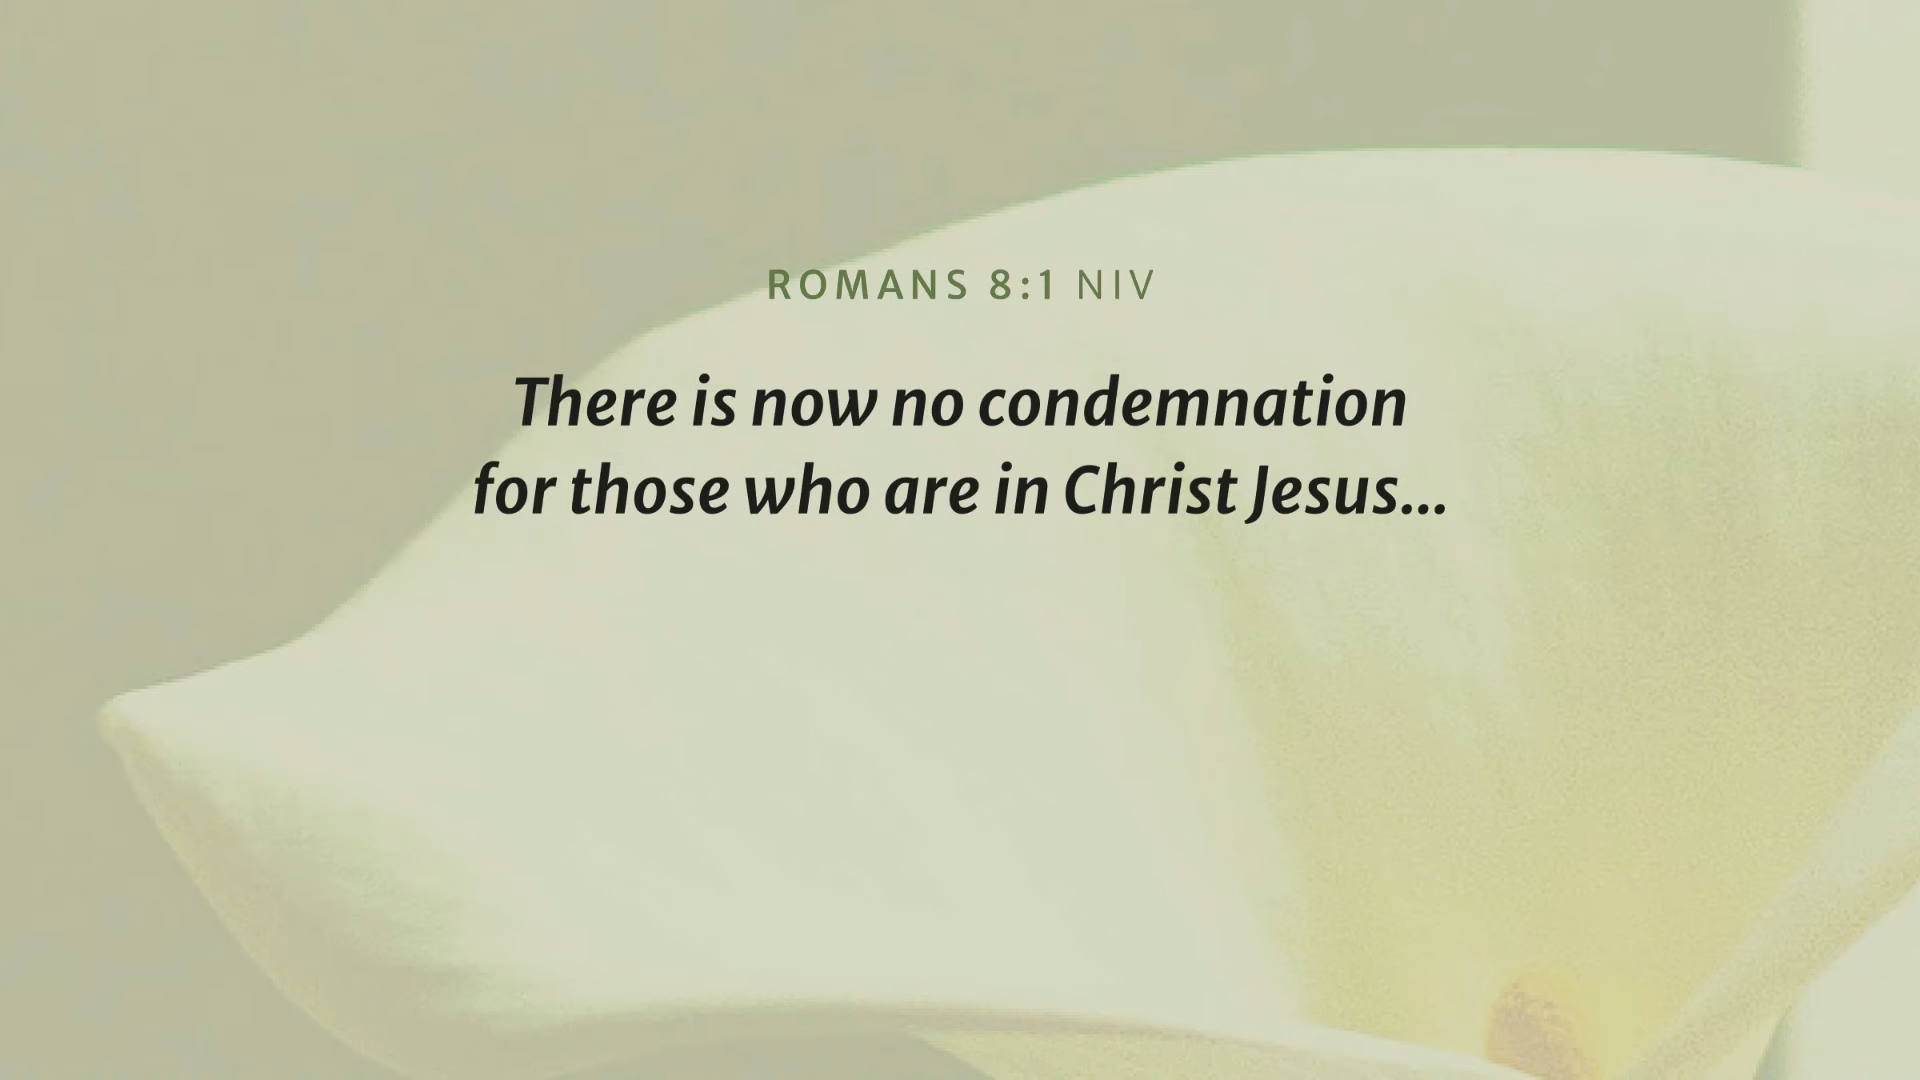 ROMANS 8:1 NIV
There is now no condemnation
for those who are in Christ Jesus...